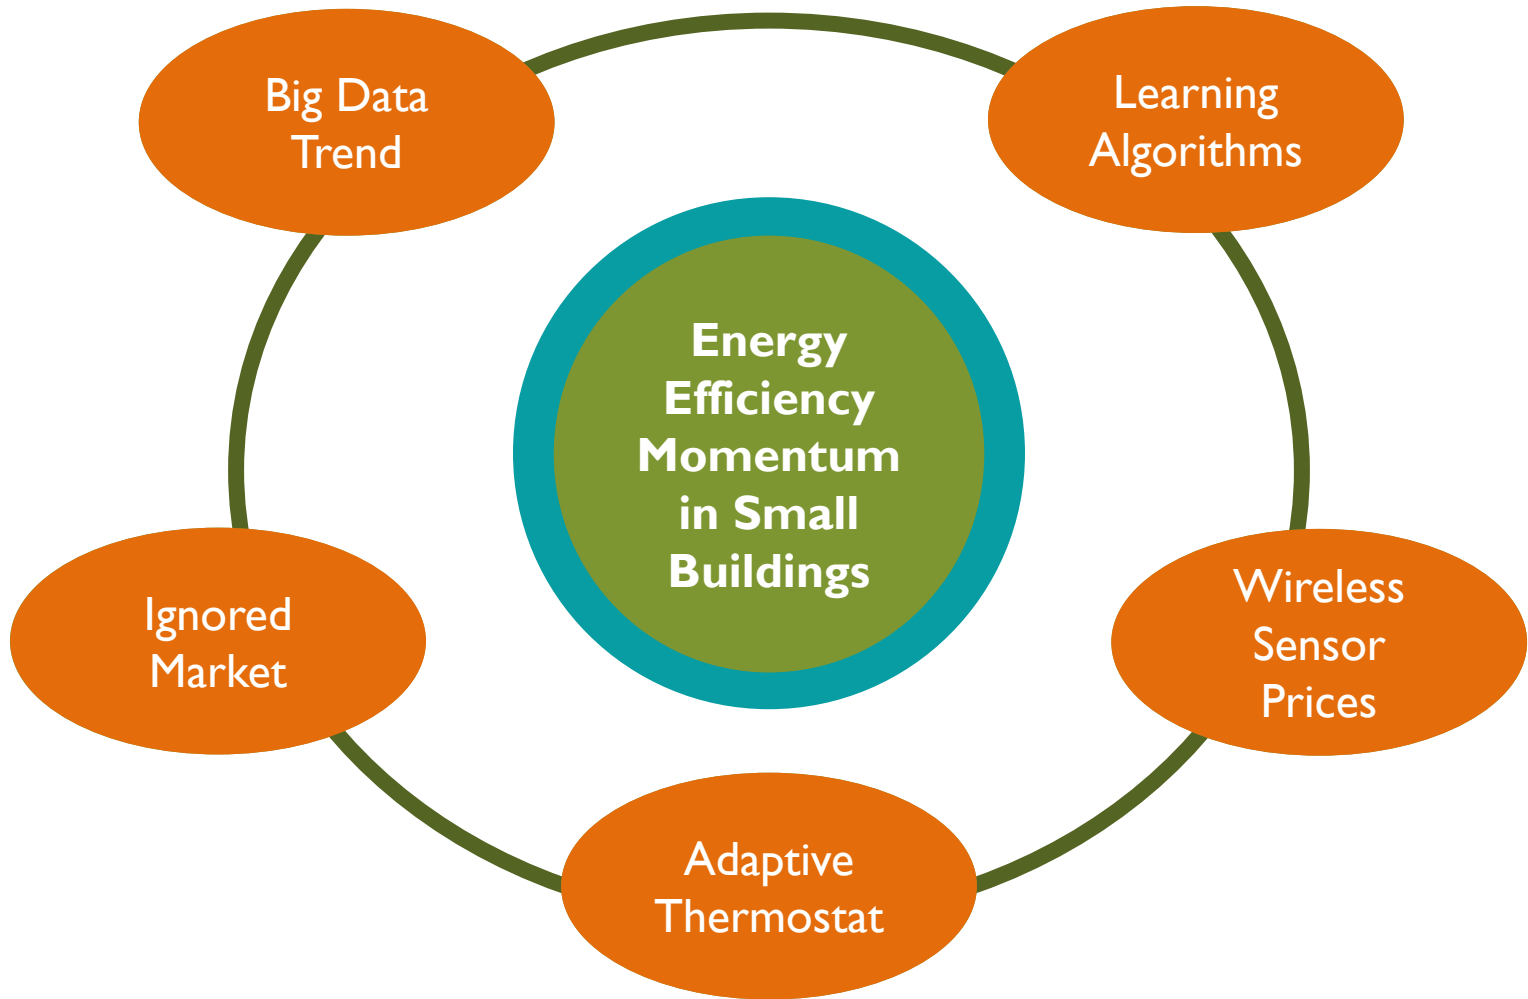 Big Data
Trend
Learning
Algorithms
Energy
Efficiency
Momentum
in Small
Buildings
Ignored
Market
Wireless
Sensor
Prices
Adaptive
Thermostat